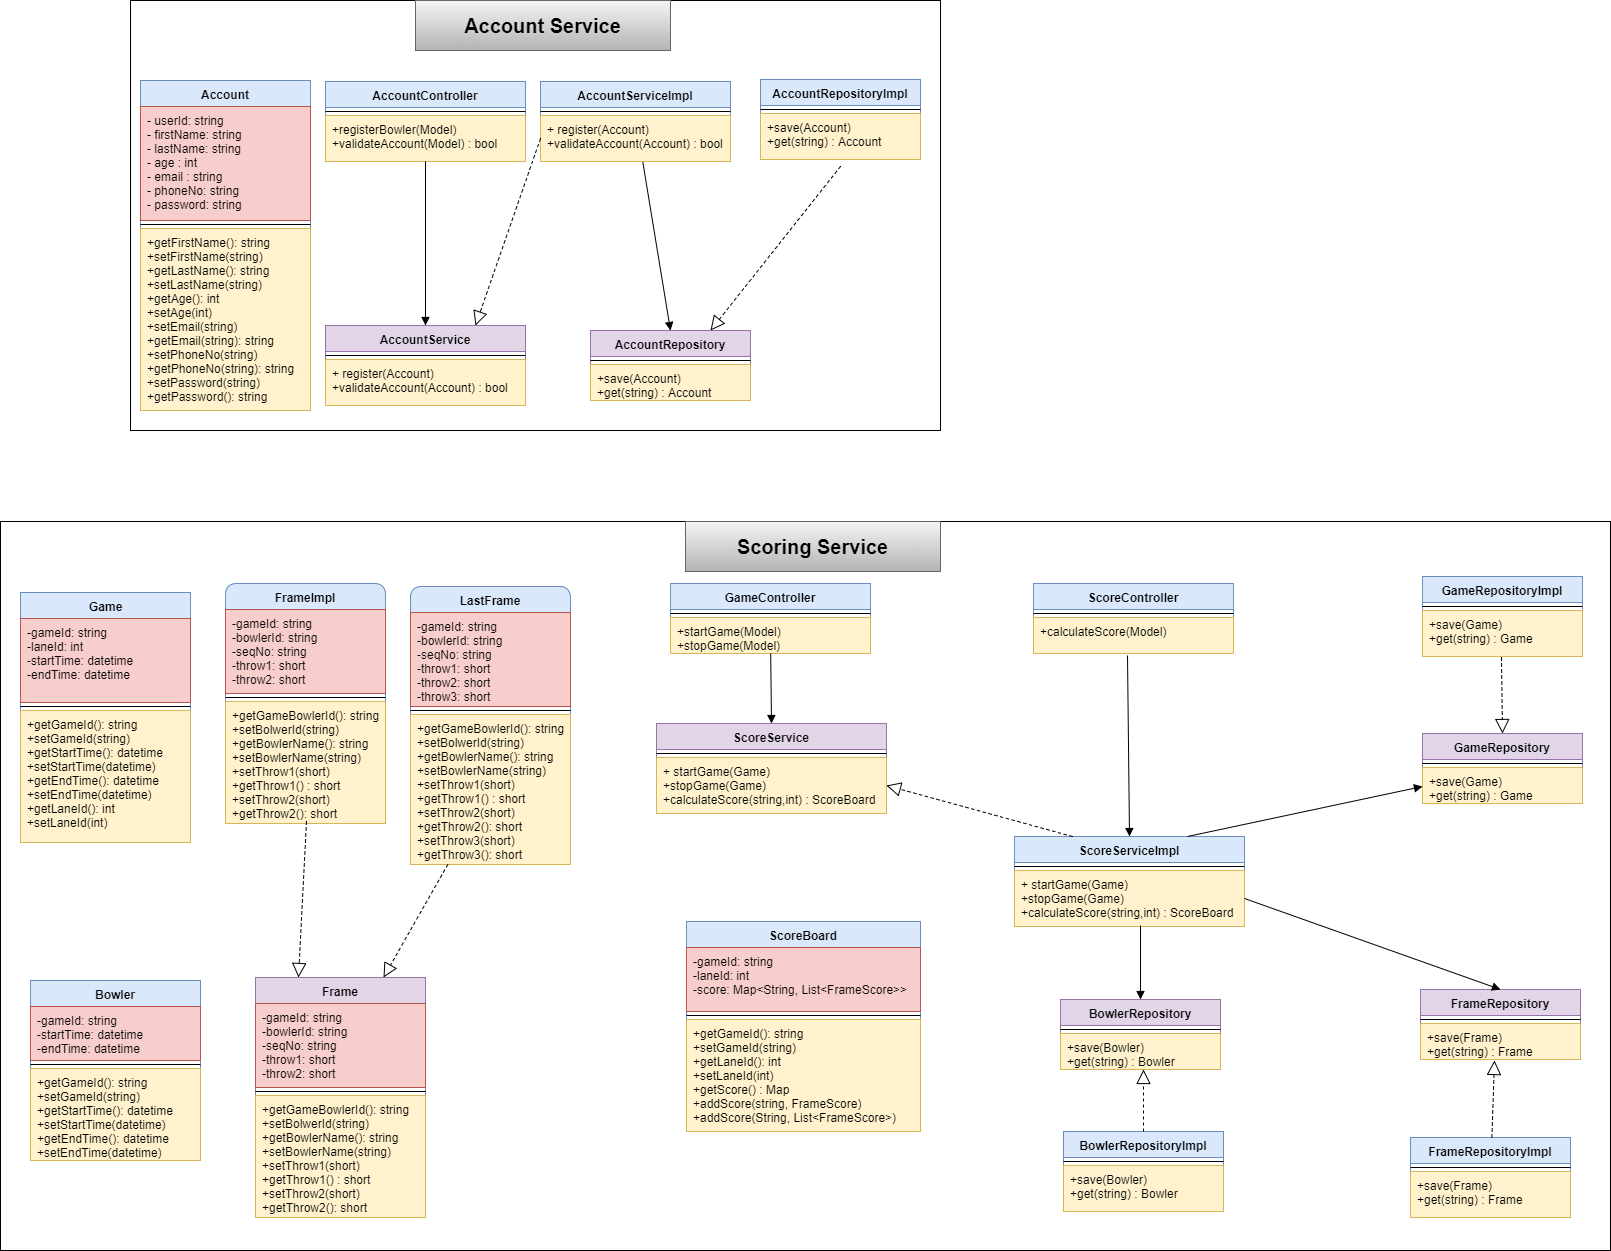 Account Service
Account
- userId: string
- firstName: string
- lastName: string
- age : int
- email : string
- phoneNo: string
- password: string
+getFirstName(): string
+setFirstName(string)
+getLastName(): string
+setLastName(string)
+getAge(): int
+setAge(int)
+setEmail(string)
+getEmail(string): string
+setPhoneNo(string)
+getPhoneNo(string): string
+setPassword(string)
+getPassword(): string
AccountController
+registerBowler(Model)
+validateAccount(Model) : bool
AccountServiceImpl
+ register(Account)
+validateAccount(Account) : bool
AccountRepositoryImpl
+save(Account)
+get(string) : Account
AccountService
+ register(Account)
+validateAccount(Account) : bool
AccountRepository
+save(Account)
+get(string) : Account
Scoring Service
Game
-gameId: string
-laneId: int
-startTime: datetime
-endTime: datetime
+getGameId(): string
+setGameId(string)
+getStartTime(): datetime
+setStartTime(datetime)
+getEndTime(): datetime
+setEndTime(datetime)
+getLaneId(): int
+setLaneId(int)
FrameImpl
-gameId: string
-bowlerId: string
-seqNo: string
-throw1: short
-throw2: short
+getGameBowlerId(): string
+setBolwerId(string)
+getBowlerName(): string
+setBowlerName(string)
+setThrow1(short)
+getThrow1() : short
+setThrow2(short)
+getThrow2(): short
LastFrame
-gameId: string
-bowlerId: string
-seqNo: string
-throw1: short
-throw2: short
-throw3: short
+getGameBowlerId(): string
+setBolwerId(string)
+getBowlerName(): string
+setBowlerName(string)
+setThrow1(short)
+getThrow1() : short
+setThrow2(short)
+getThrow2(): short
+setThrow3(short)
+getThrow3(): short
GameController
+startGame(Model)
+stopGame(Model)
ScoreController
+calculateScore(Model)
GameRepositoryImpl
+save(Game)
+get(string) : Game
ScoreService
+ startGame(Game)
+stopGame(Game)
+calculateScore(string,int) : ScoreBoard
GameRepository
+save(Game)
+get(string) : Game
ScoreServiceImpl
+ startGame(Game)
+stopGame(Game)
+calculateScore(string,int) : ScoreBoard
Bowler
-gameId: string
-startTime: datetime
-endTime: datetime
+getGameId(): string
+setGameId(string)
+getStartTime(): datetime
+setStartTime(datetime)
+getEndTime(): datetime
+setEndTime(datetime)
Frame
-gameId: string
-bowlerId: string
-seqNo: string
-throw1: short
-throw2: short
+getGameBowlerId(): string
+setBolwerId(string)
+getBowlerName(): string
+setBowlerName(string)
+setThrow1(short)
+getThrow1() : short
+setThrow2(short)
+getThrow2(): short
ScoreBoard
-gameId: string
-laneId: int
-score: Map<String, List<FrameScore>>
+getGameId(): string
+setGameId(string)
+getLaneId(): int
+setLaneId(int)
+getScore() : Map
+addScore(string, FrameScore)
+addScore(String, List<FrameScore>)
BowlerRepository
+save(Bowler)
+get(string) : Bowler
FrameRepository
+save(Frame)
+get(string) : Frame
BowlerRepositoryImpl
+save(Bowler)
+get(string) : Bowler
FrameRepositoryImpl
+save(Frame)
+get(string) : Frame